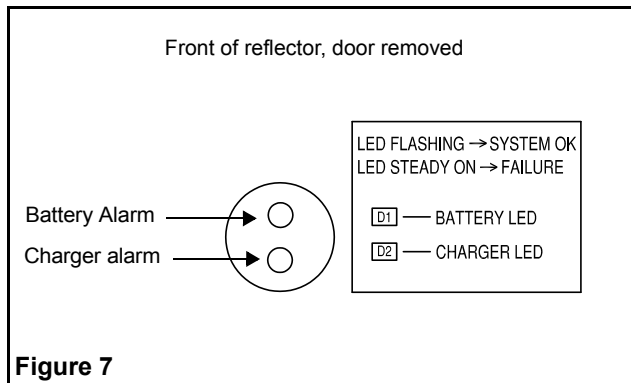 Front of reflector, door removed
Battery Alarm
Charger alarm
LED FLASHING → SYSTEM OK
LED STEADY ON → FAILURE
D1 — BATTERY LED
D2 — CHARGER LED
Figure 7